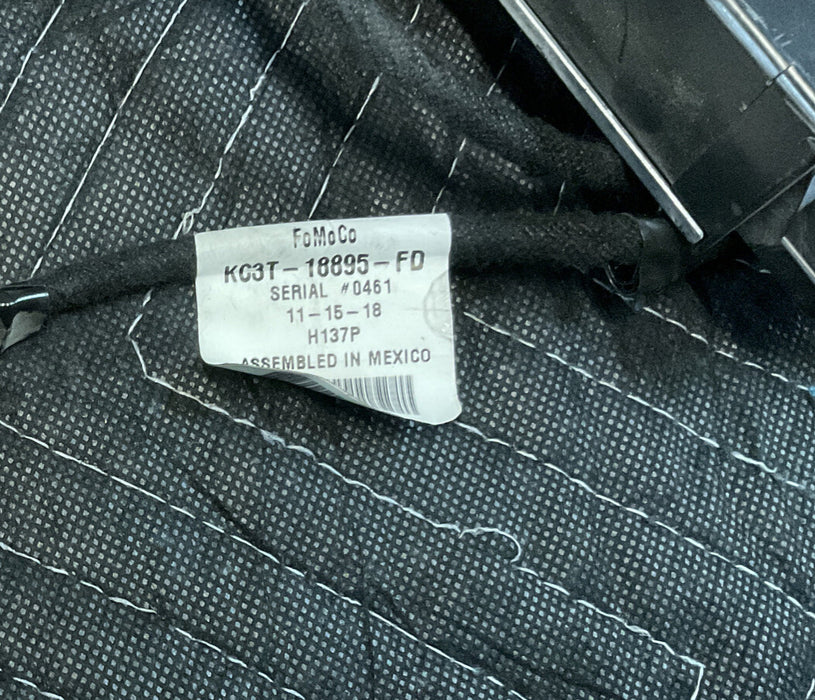 FoMoCo
KC3T-18895-FD
SERIAL #0461
11-15-18
H137P
ASSEMBLED IN MEXICO